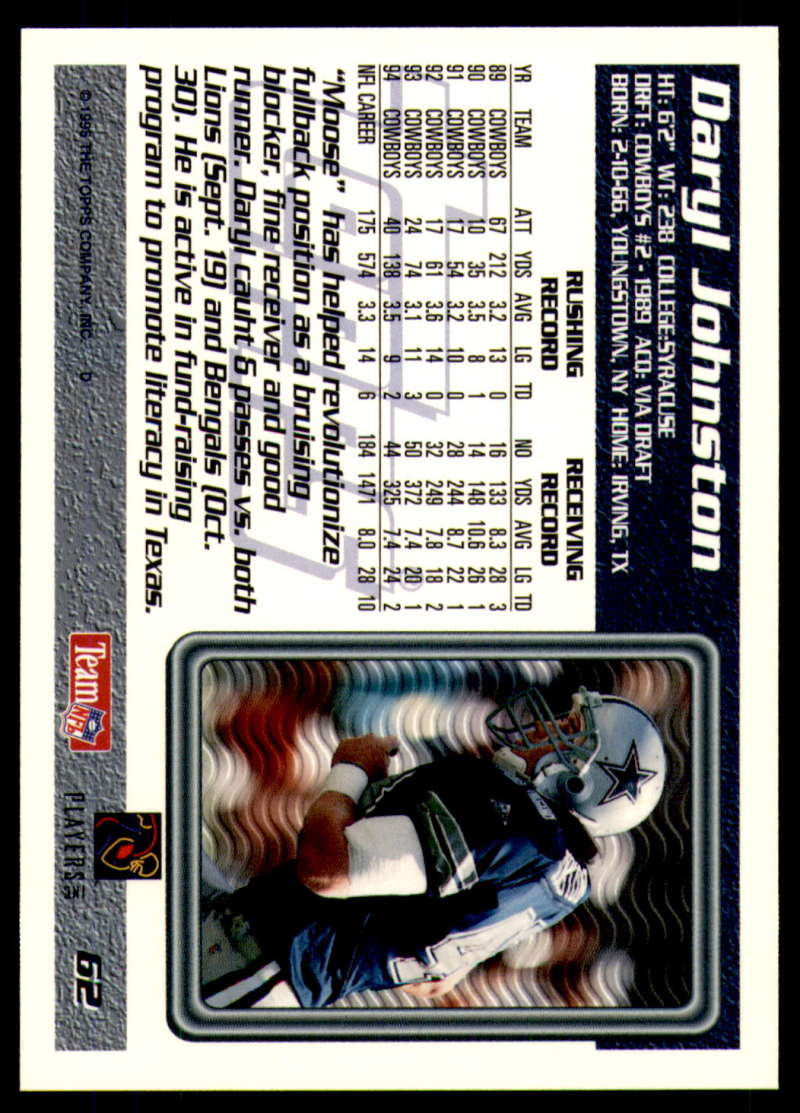 Daryl Johnston
HT: 6'2" WT: 238 COLLEGE: SYRACUSE
DRFT: COWBOYS #2 - 1989 ACQ: VIA DRAFT
BORN: 2-10-66, YOUNGSTOWN, NY HOME: IRVING, TX
RUSHING RECORD RECEIVING RECORD
YR TEAM ATT YDS AVG LG TD NO YDS AVG LG TD
89 COWBOYS 67 212 3.2 13 0 16 133 8.3 28 3
90 COWBOYS 10 35 3.5 8 1 14 148 10.6 26 1
91 COWBOYS 17 54 3.2 10 0 28 244 8.7 22 1
92 COWBOYS 17 61 3.6 14 0 32 249 7.8 18 2
93 COWBOYS 24 74 3.1 11 3 50 372 7.4 20 1
94 COWBOYS 40 138 3.5 9 2 44 325 7.4 24 2
NFL CAREER 175 574 3.3 14 6 184 1471 8.0 28 10
"Moose" has helped revolutionize
fullback position as a bruising
blocker, fine receiver and good
runner. Daryl cauht 6 passes vs. both
Lions (Sept. 19) and Bengals (Oct.
30). He is active in fund-raising
program to promote literacy in Texas.
© 1995 THE TOPPS COMPANY, INC. D
Team NFL
PLAYERS INC
62